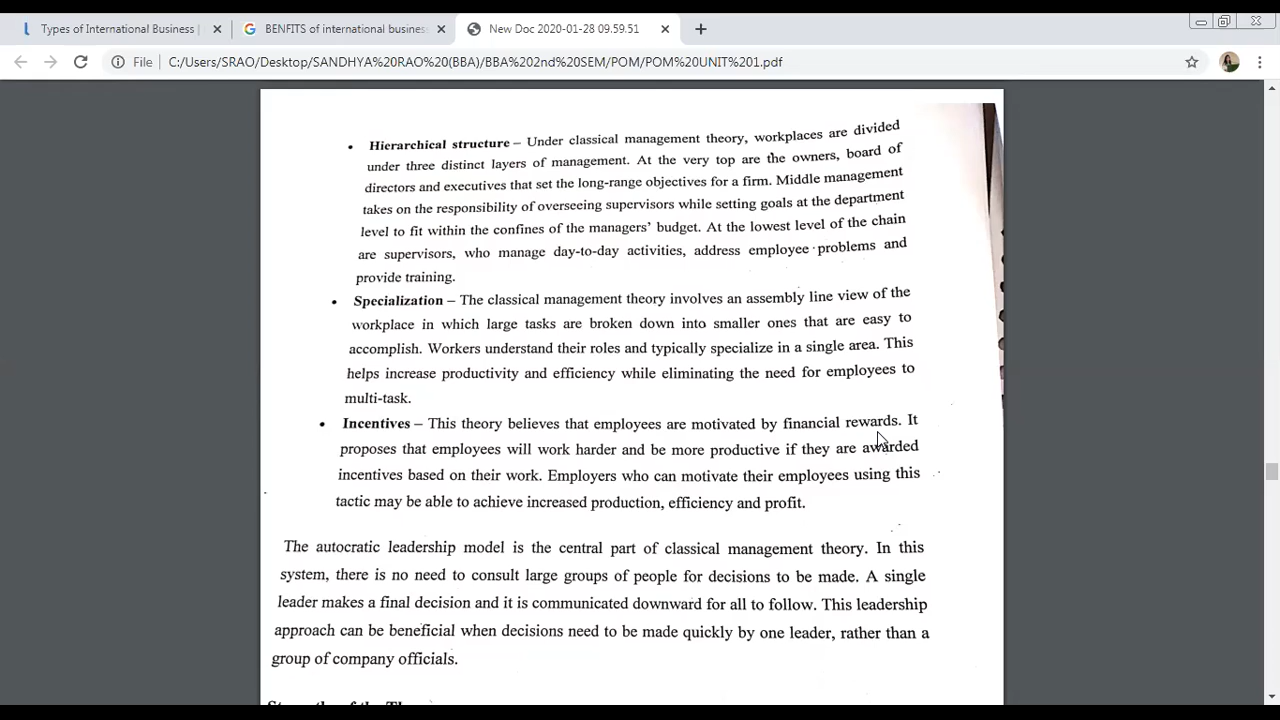 Types of International Business |
BENEFITS of international busines
New Doc 2020-01-28 09.59.51
File
C:/Users/SRAO/Desktop/SANDHYA%20RAO%20(BBA)/BBA%202nd%20SEM/POM/POM%20UNIT%201.pdf
• Hierarchical structure – Under classical management theory, workplaces are divided
under three distinct layers of management. At the very top are the owners, board of
directors and executives that set the long-range objectives for a firm. Middle management
takes on the responsibility of overseeing supervisors while setting goals at the department
level to fit within the confines of the managers' budget. At the lowest level of the chain
are supervisors, who manage day-to-day activities, address employee problems and
provide training.
• Specialization – The classical management theory involves an assembly line view of the
workplace in which large tasks are broken down into smaller ones that are easy to
accomplish. Workers understand their roles and typically specialize in a single area. This
helps increase productivity and efficiency while eliminating the need for employees to
multi-task.
• Incentives – This theory believes that employees are motivated by financial rewards. It
proposes that employees will work harder and be more productive if they are awarded
incentives based on their work. Employers who can motivate their employees using this
tactic may be able to achieve increased production, efficiency and profit.
The autocratic leadership model is the central part of classical management theory. In this
system, there is no need to consult large groups of people for decisions to be made. A single
leader makes a final decision and it is communicated downward for all to follow. This leadership
approach can be beneficial when decisions need to be made quickly by one leader, rather than a
group of company officials.